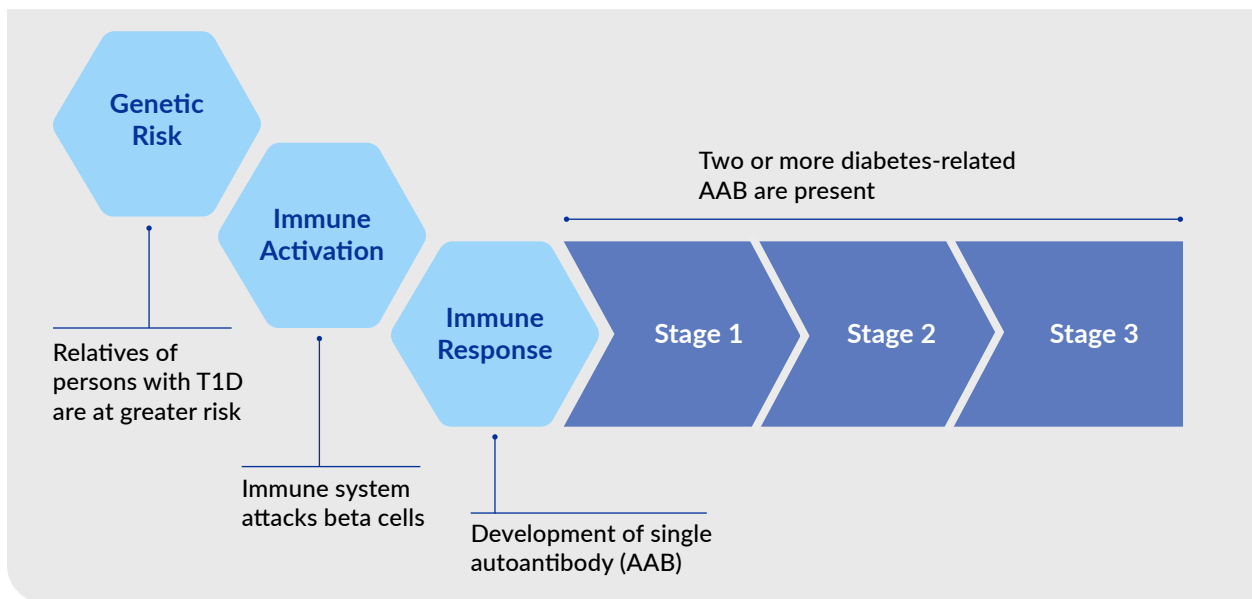 Genetic
Risk
Relatives of
persons with T1D
are at greater risk
Immune
Activation
Immune system
attacks beta cells
Immune
Response
Development of single
autoantibody (AAB)
Two or more diabetes-related
AAB are present
Stage 1
Stage 2
Stage 3